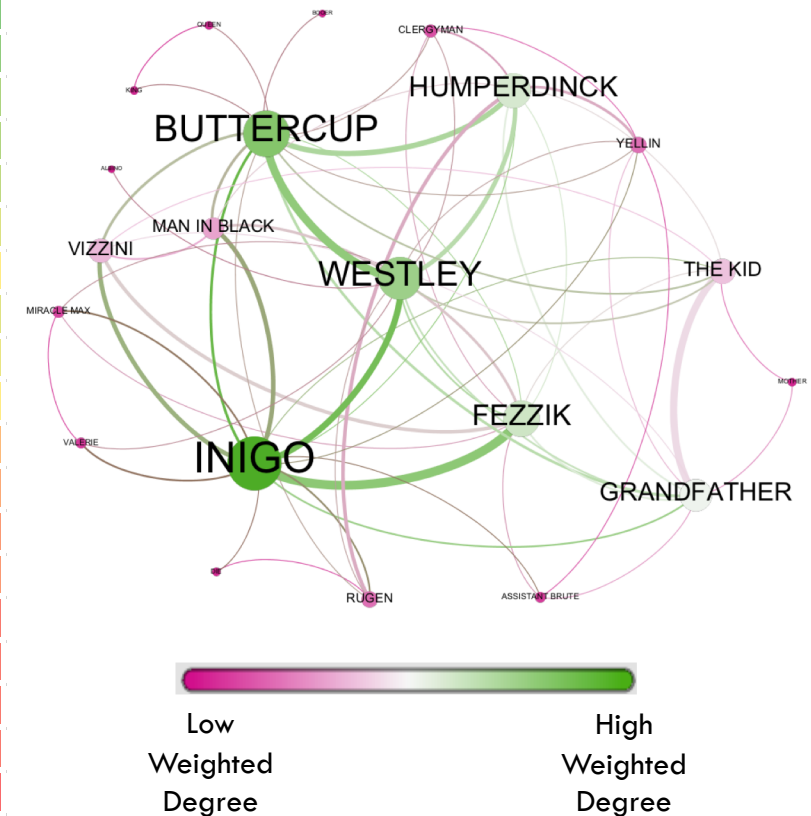 BOOER
QUEEN
CLERGYMAN
HUMPERDINCK
KING
BUTTERCUP
YELLIN
MAN IN BLACK
VIZZINI
WESTLEY
THE KID
MIRACLE MAX
MOTHER
FEZZIK
VALERIE
INIGO
GRANDFATHER
RUGEN
ASSISTANT BRUTE
Low
Weighted
Degree
High
Weighted
Degree